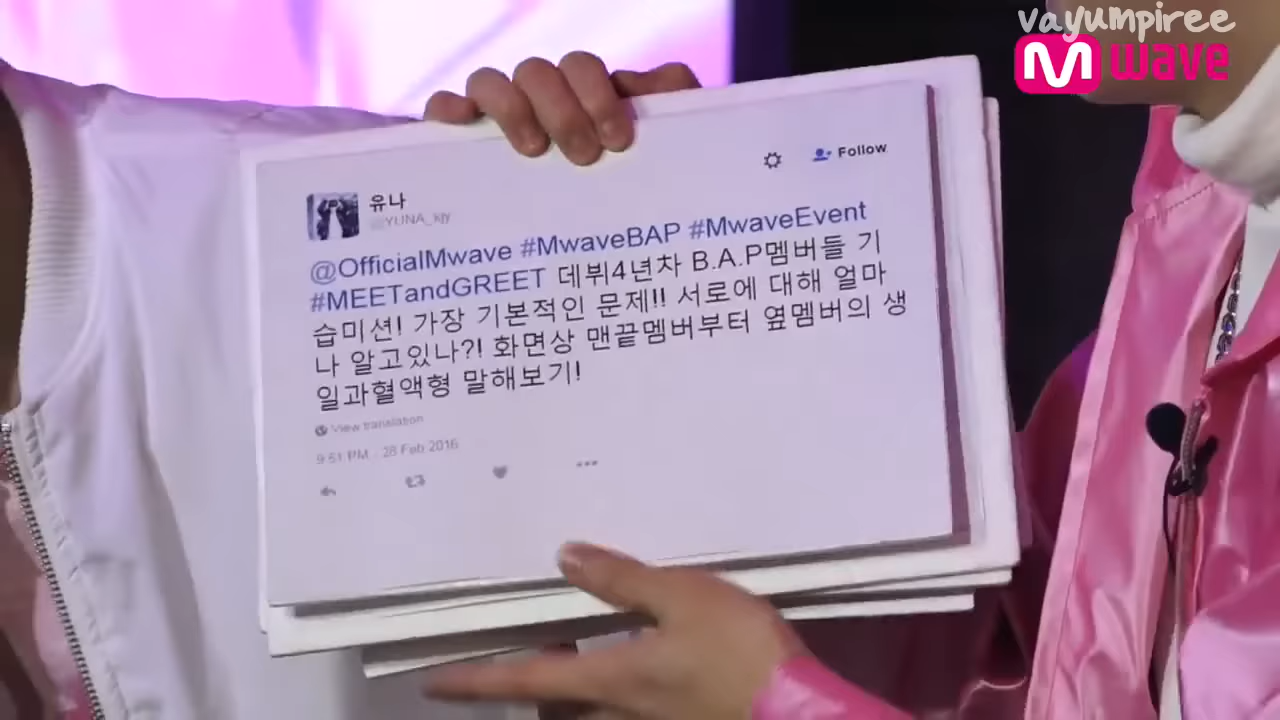 vayumpiree
M wave
Follow
유나
@YUNA_kjy
@OfficialMwave #MwaveBAP #MwaveEvent
#MEETandGREET 데뷔4년차 B.A.P멤버들 기
습미션! 가장 기본적인 문제!! 서로에 대해 얼마
나 알고있나?! 화면상 맨끝멤버부터 옆멤버의 생
일과혈액형 말해보기!
View translation
9:51 PM - 28 Feb 2016